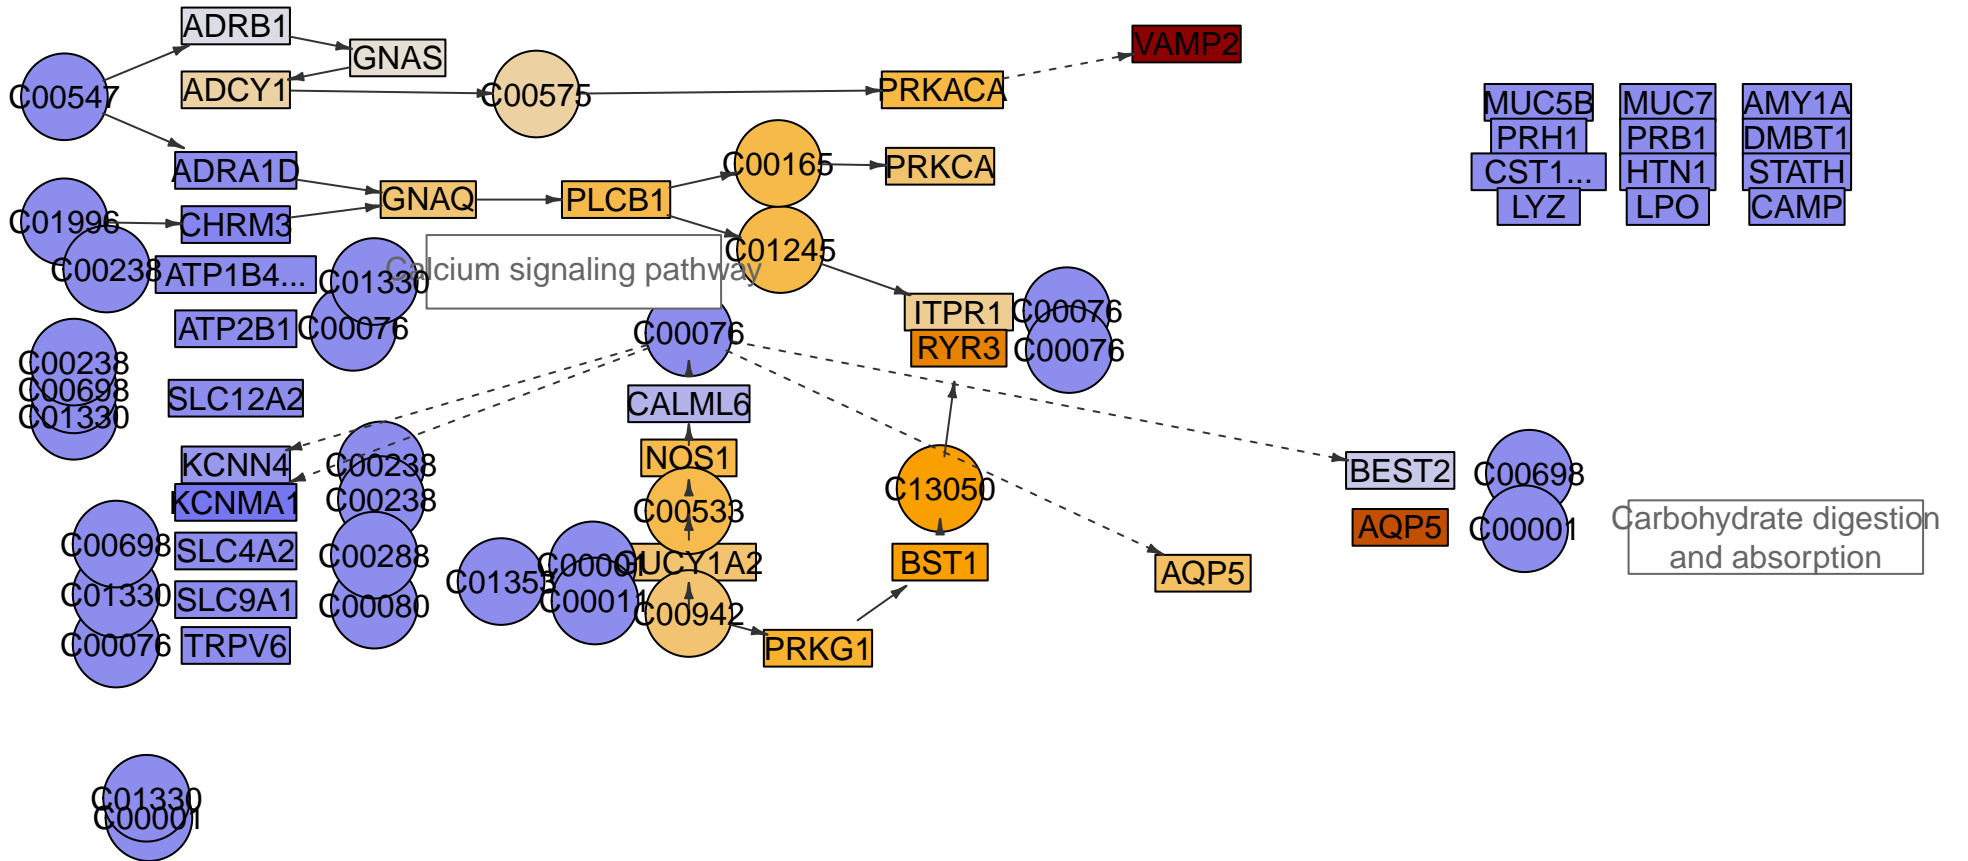 ADRB1
GNAS
VAMP2
C00547
ADCY1
C00575
PRKACA
MUC5B
MUC7
AMY1A
PRH1
PRB1
DMBT1
ADRA1D
C00165
PRKCA
CST1...
HTN1
STATH
GNAQ
PLCB1
LYZ
LPO
CAMP
C01996
CHRM3
C01245
C00238
ATP1B4...
C01330
Calcium signaling pathway
ATP2B1
C00076
C00076
ITPR1
C00076
RYR3
C00076
C00238
C00698
C01330
SLC12A2
CALML6
KCNN4
C00238
NOS1
BEST2
C00698
KCNMA1
C00238
C00533
C13050
AQP5
C00001
Carbohydrate digestion
and absorption
C00698
SLC4A2
C00288
C00001
GUCY1A2
BST1
AQP5
C01353
C01330
SLC9A1
C00080
C00011
C00942
C00076
TRPV6
PRKG1
C01330
C00001